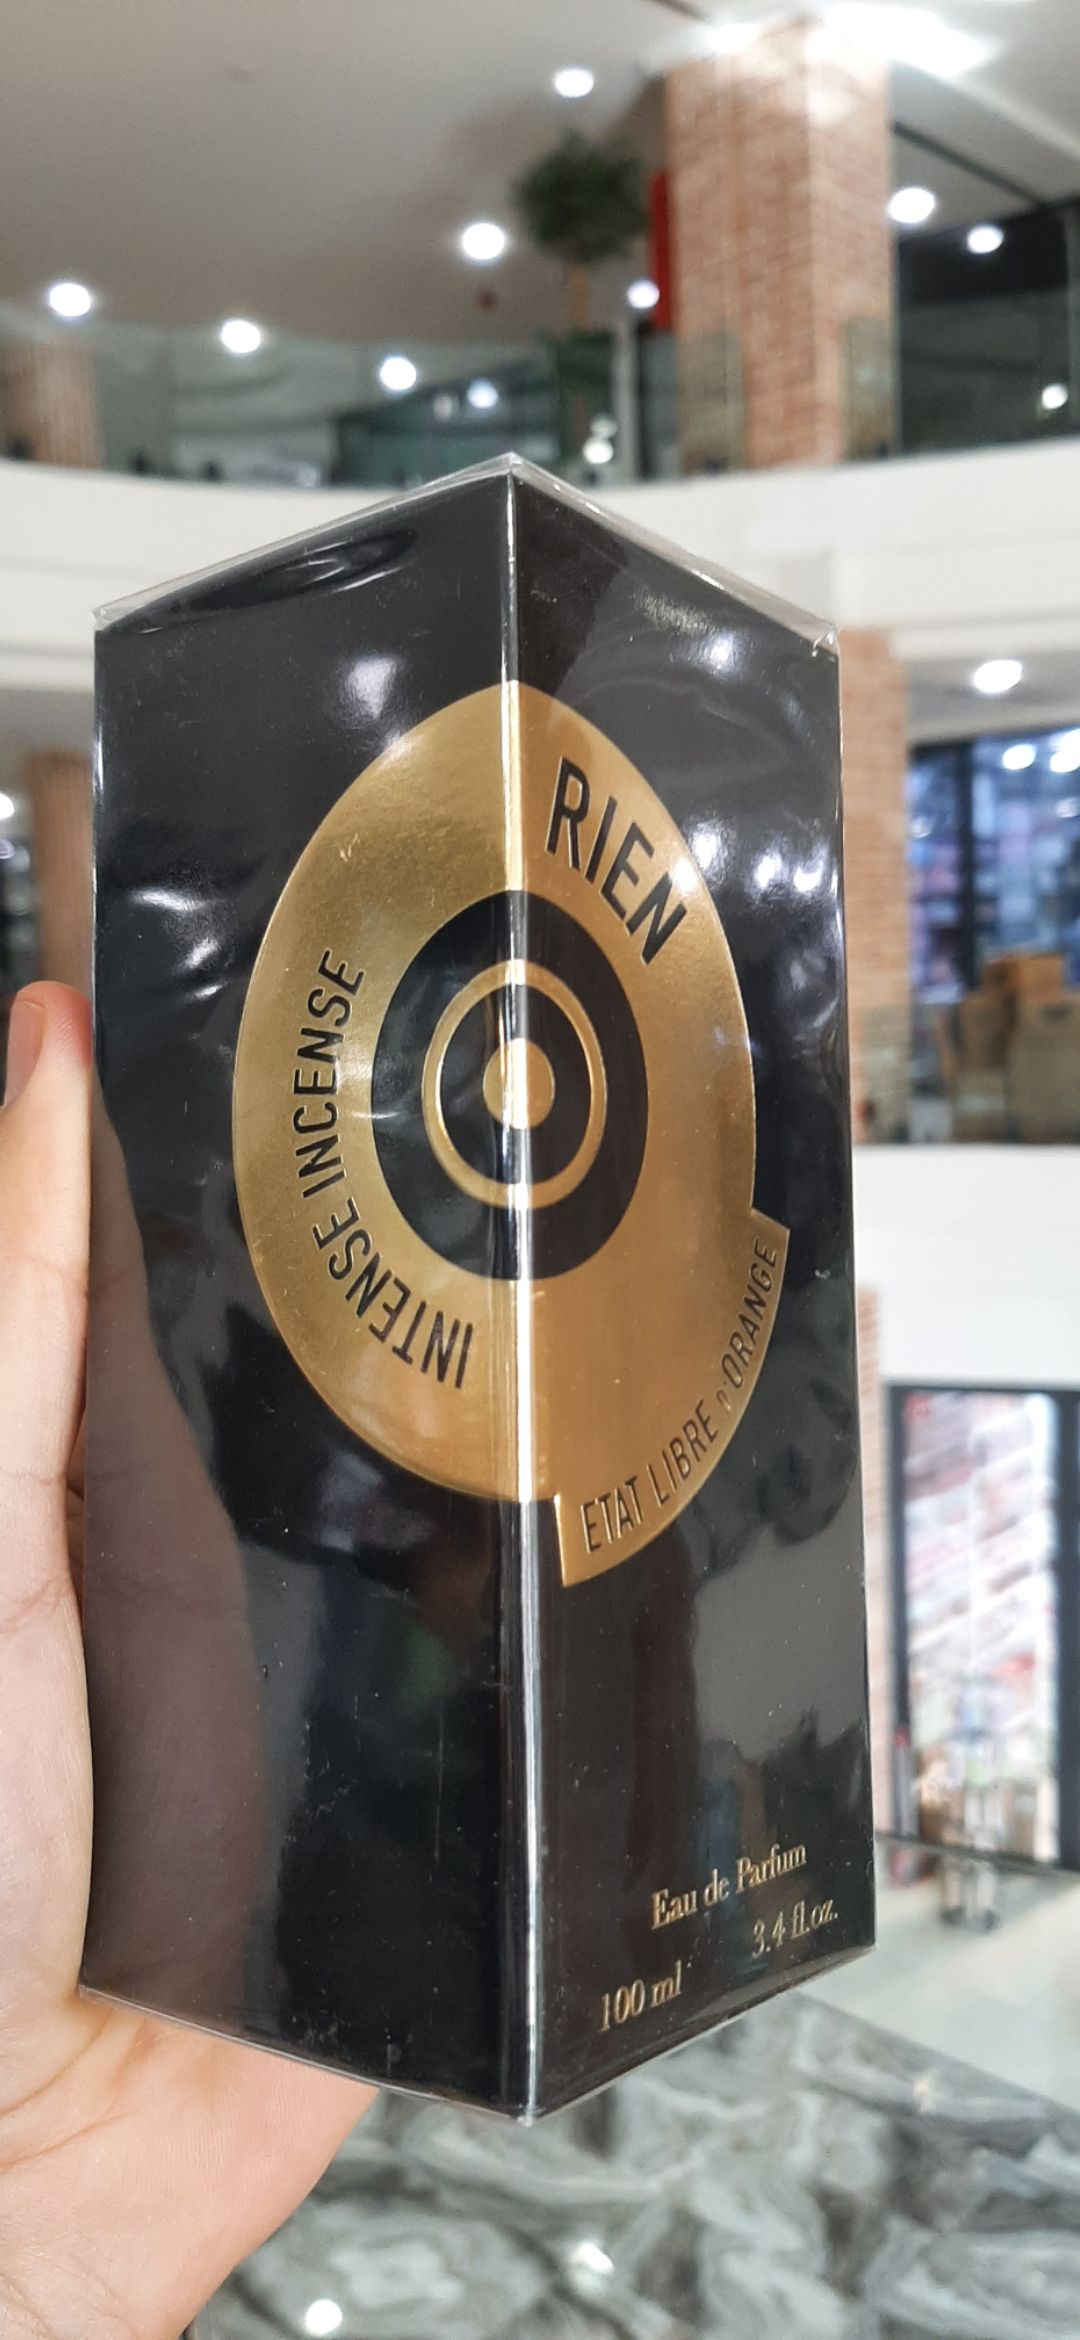 RIEN
INTENSE INCENSE
ETAT LIBRE D'ORANGE
Eau de Parfum
100 ml 3.4 fl.oz.